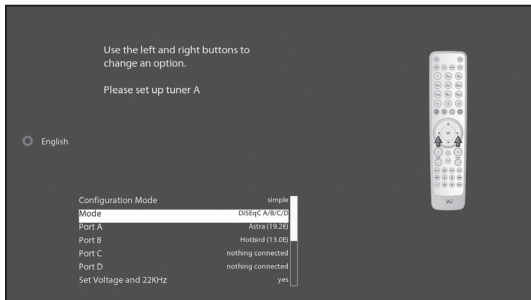 Use the left and right buttons to
change an option.
Please set up tuner A
English
Configuration Mode simple
Mode DiSEqC A/B/C/D
Port A Astra (19.2E)
Port B Hotbird (13.0E)
Port C nothing connected
Port D nothing connected
Set Voltage and 22KHz yes